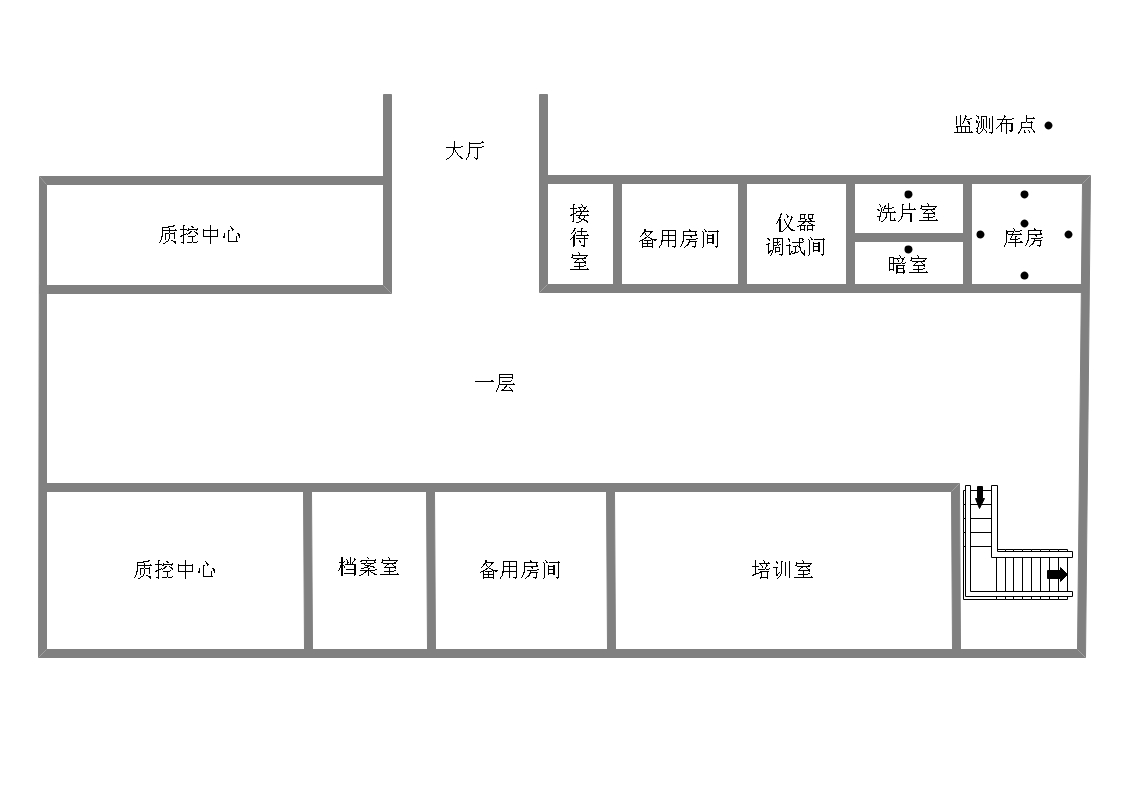 监测布点
大厅
质控中心
接
待
室
备用房间
仪器
调试间
洗片室
暗室
库房
一层
质控中心
档案室
备用房间
培训室